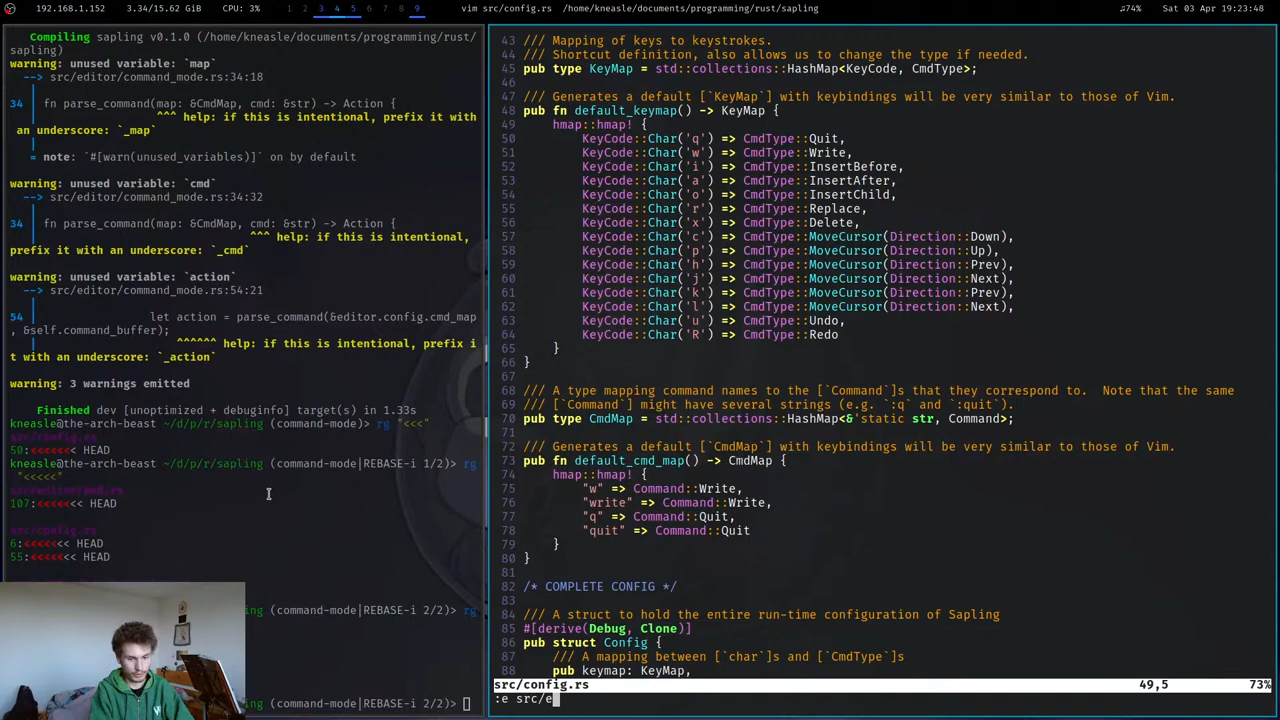 192.168.1.152 3.34/15.62 GiB CPU: 3% 1 2 3 4 5 9 vim src/config.rs /home/kneasle/documents/programming/rust/sapling ♫74% Sat 03 Apr 19:23:48
Compiling sapling v0.1.0 (/home/kneasle/documents/programming/rust/
sapling)
warning: unused variable: `map`
--> src/editor/command_mode.rs:34:18
|
34 | fn parse_command(map: &CmdMap, cmd: &str) -> Action {
| ^^^ help: if this is intentional, prefix it with
an underscore: `_map`
|
= note: `#[warn(unused_variables)]` on by default
warning: unused variable: `cmd`
--> src/editor/command_mode.rs:34:32
|
34 | fn parse_command(map: &CmdMap, cmd: &str) -> Action {
| ^^^ help: if this is intentional,
prefix it with an underscore: `_cmd`
warning: unused variable: `action`
--> src/editor/command_mode.rs:54:21
|
54 | let action = parse_command(&editor.config.cmd_map
, &self.command_buffer);
| ^^^^^^ help: if this is intentional, prefix i
t with an underscore: `_action`
warning: 3 warnings emitted
Finished dev [unoptimized + debuginfo] target(s) in 1.33s
kneasle@the-arch-beast ~/d/p/r/sapling (command-mode)> rg "<<<"
src/config.rs
50:<<<<<<< HEAD
kneasle@the-arch-beast ~/d/p/r/sapling (command-mode|REBASE-i 1/2)> rg
"<<<<<"
src/editor/mod.rs
107:<<<<<<< HEAD
src/config.rs
6:<<<<<<< HEAD
55:<<<<<<< HEAD
sapling (command-mode|REBASE-i 2/2)> rg
sapling (command-mode|REBASE-i 2/2)>
43 /// Mapping of keys to keystrokes.
44 /// Shortcut definition, also allows us to change the type if needed.
45 pub type KeyMap = std::collections::HashMap<KeyCode, CmdType>;
46
47 /// Generates a default [`KeyMap`] with keybindings will be very similar to those of Vim.
48 pub fn default_keymap() -> KeyMap {
49 hmap::hmap! {
50 KeyCode::Char('q') => CmdType::Quit,
51 KeyCode::Char('w') => CmdType::Write,
52 KeyCode::Char('i') => CmdType::InsertBefore,
53 KeyCode::Char('a') => CmdType::InsertAfter,
54 KeyCode::Char('o') => CmdType::InsertChild,
55 KeyCode::Char('r') => CmdType::Replace,
56 KeyCode::Char('x') => CmdType::Delete,
57 KeyCode::Char('c') => CmdType::MoveCursor(Direction::Down),
58 KeyCode::Char('p') => CmdType::MoveCursor(Direction::Up),
59 KeyCode::Char('h') => CmdType::MoveCursor(Direction::Prev),
60 KeyCode::Char('j') => CmdType::MoveCursor(Direction::Next),
61 KeyCode::Char('k') => CmdType::MoveCursor(Direction::Prev),
62 KeyCode::Char('l') => CmdType::MoveCursor(Direction::Next),
63 KeyCode::Char('u') => CmdType::Undo,
64 KeyCode::Char('R') => CmdType::Redo
65 }
66 }
67
68 /// A type mapping command names to the [`Command`]s that they correspond to.  Note that the same
69 /// [`Command`] might have several strings (e.g. `:q` and `:quit`).
70 pub type CmdMap = std::collections::HashMap<&'static str, Command>;
71
72 /// Generates a default [`CmdMap`] with keybindings will be very similar to those of Vim.
73 pub fn default_cmd_map() -> CmdMap {
74 hmap::hmap! {
75 "w" => Command::Write,
76 "write" => Command::Write,
77 "q" => Command::Quit,
78 "quit" => Command::Quit
79 }
80 }
81
82 /* COMPLETE CONFIG */
83
84 /// A struct to hold the entire run-time configuration of Sapling
85 #[derive(Debug, Clone)]
86 pub struct Config {
87 /// A mapping between [`char`]s and [`CmdType`]s
88 pub keymap: KeyMap,
src/config.rs 49,5 73%
:e src/e